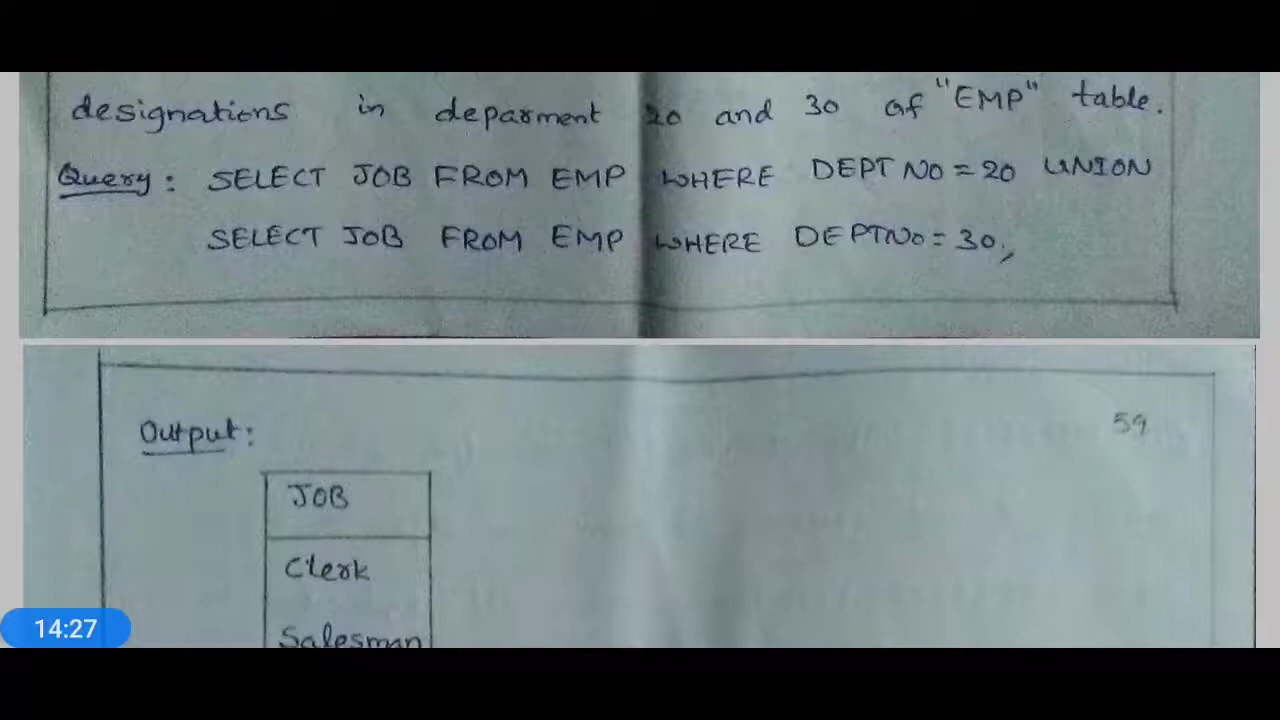 designations in deparment 20 and 30 of "EMP" table.
Query: SELECT JOB FROM EMP WHERE DEPT NO = 20 UNION
SELECT JOB FROM EMP WHERE DEPTNO = 30;
59
Output:
JOB
Clerk
Salesman
14:27